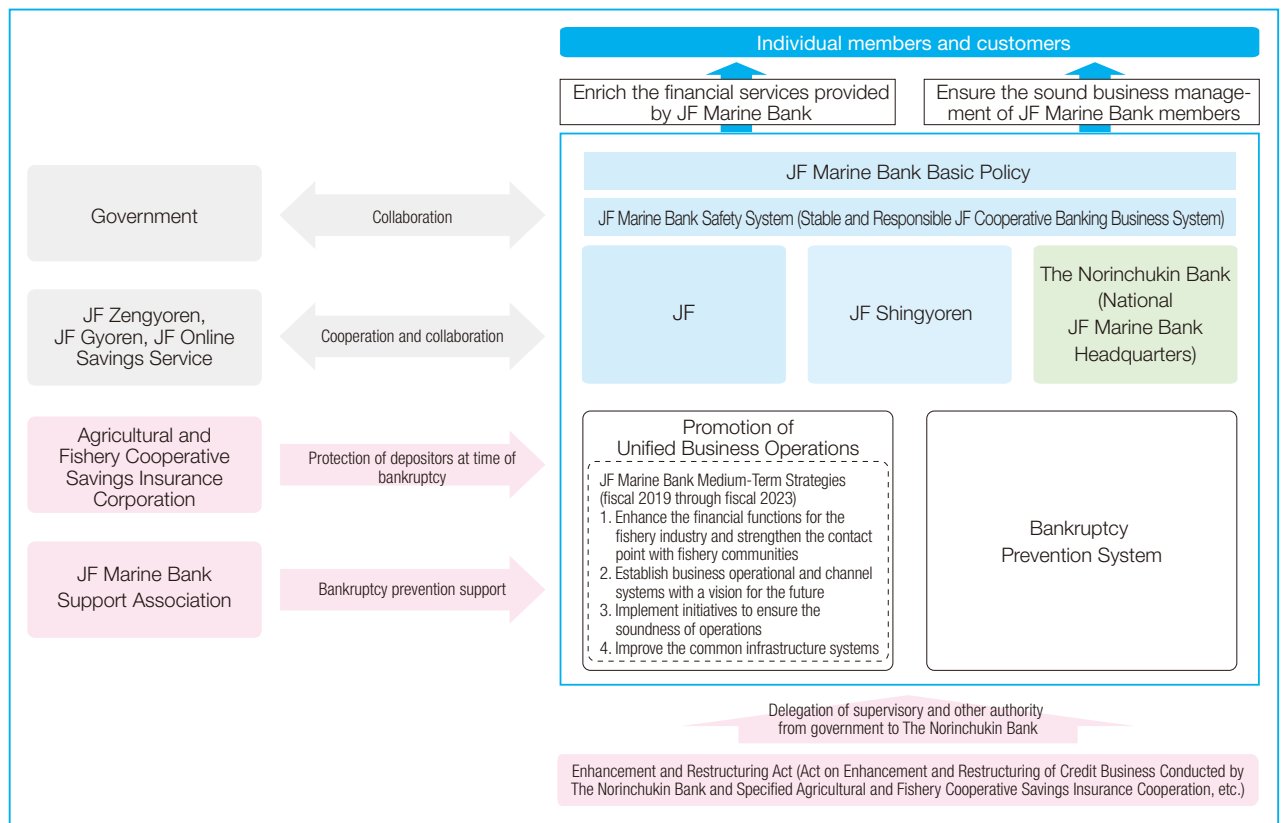 Individual members and customers
Enrich the financial services provided
by JF Marine Bank
Ensure the sound business manage-
ment of JF Marine Bank members
JF Marine Bank Basic Policy
JF Marine Bank Safety System (Stable and Responsible JF Cooperative Banking Business System)
Government
Collaboration
JF Zengyoren,
JF Gyoren, JF Online
Savings Service
Cooperation and collaboration
JF
JF Shingyoren
The Norinchukin Bank
(National
JF Marine Bank
Headquarters)
Agricultural and
Fishery Cooperative
Savings Insurance
Corporation
Protection of depositors at time of
bankruptcy
JF Marine Bank
Support Association
Bankruptcy prevention support
Promotion of
Unified Business Operations
JF Marine Bank Medium-Term Strategies
(fiscal 2019 through fiscal 2023)
1. Enhance the financial functions for the
fishery industry and strengthen the contact
point with fishery communities
2. Establish business operational and channel
systems with a vision for the future
3. Implement initiatives to ensure the
soundness of operations
4. Improve the common infrastructure systems
Bankruptcy
Prevention System
Delegation of supervisory and other authority
from government to The Norinchukin Bank
Enhancement and Restructuring Act (Act on Enhancement and Restructuring of Credit Business Conducted by
The Norinchukin Bank and Specified Agricultural and Fishery Cooperative Savings Insurance Cooperation, etc.)